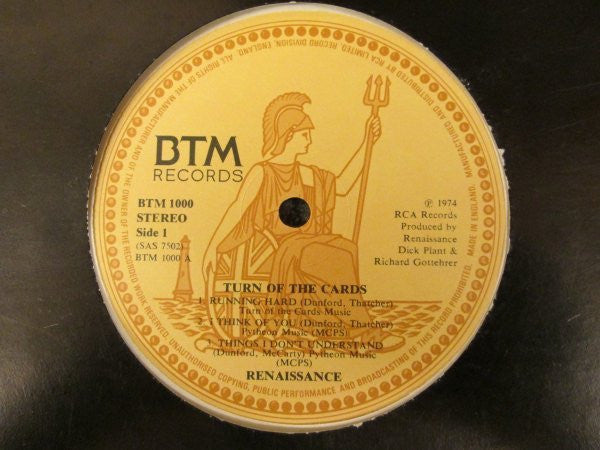 ALL RIGHTS OF THE MANUFACTURER AND OF THE OWNER OF THE RECORDED WORK RESERVED. UNAUTHORISED COPYING, PUBLIC PERFORMANCE AND BROADCASTING OF THIS RECORD PROHIBITED. MADE IN ENGLAND. MANUFACTURED AND DISTRIBUTED BY RCA LIMITED, RECORD DIVISION, ENGLAND.
BTM
RECORDS
BTM 1000
STEREO
Side 1
(SAS 7502)
BTM 1000 A
℗ 1974
RCA Records
Produced by
Renaissance
Dick Plant &
Richard Gottehrer
TURN OF THE CARDS
1. RUNNING HARD (Dunford, Thatcher)
Turn of the Cards Music
2. I THINK OF YOU (Dunford, Thatcher)
Pytheon Music (MCPS)
3. THINGS I DON'T UNDERSTAND
(Dunford, McCarty) Pytheon Music
(MCPS)
RENAISSANCE